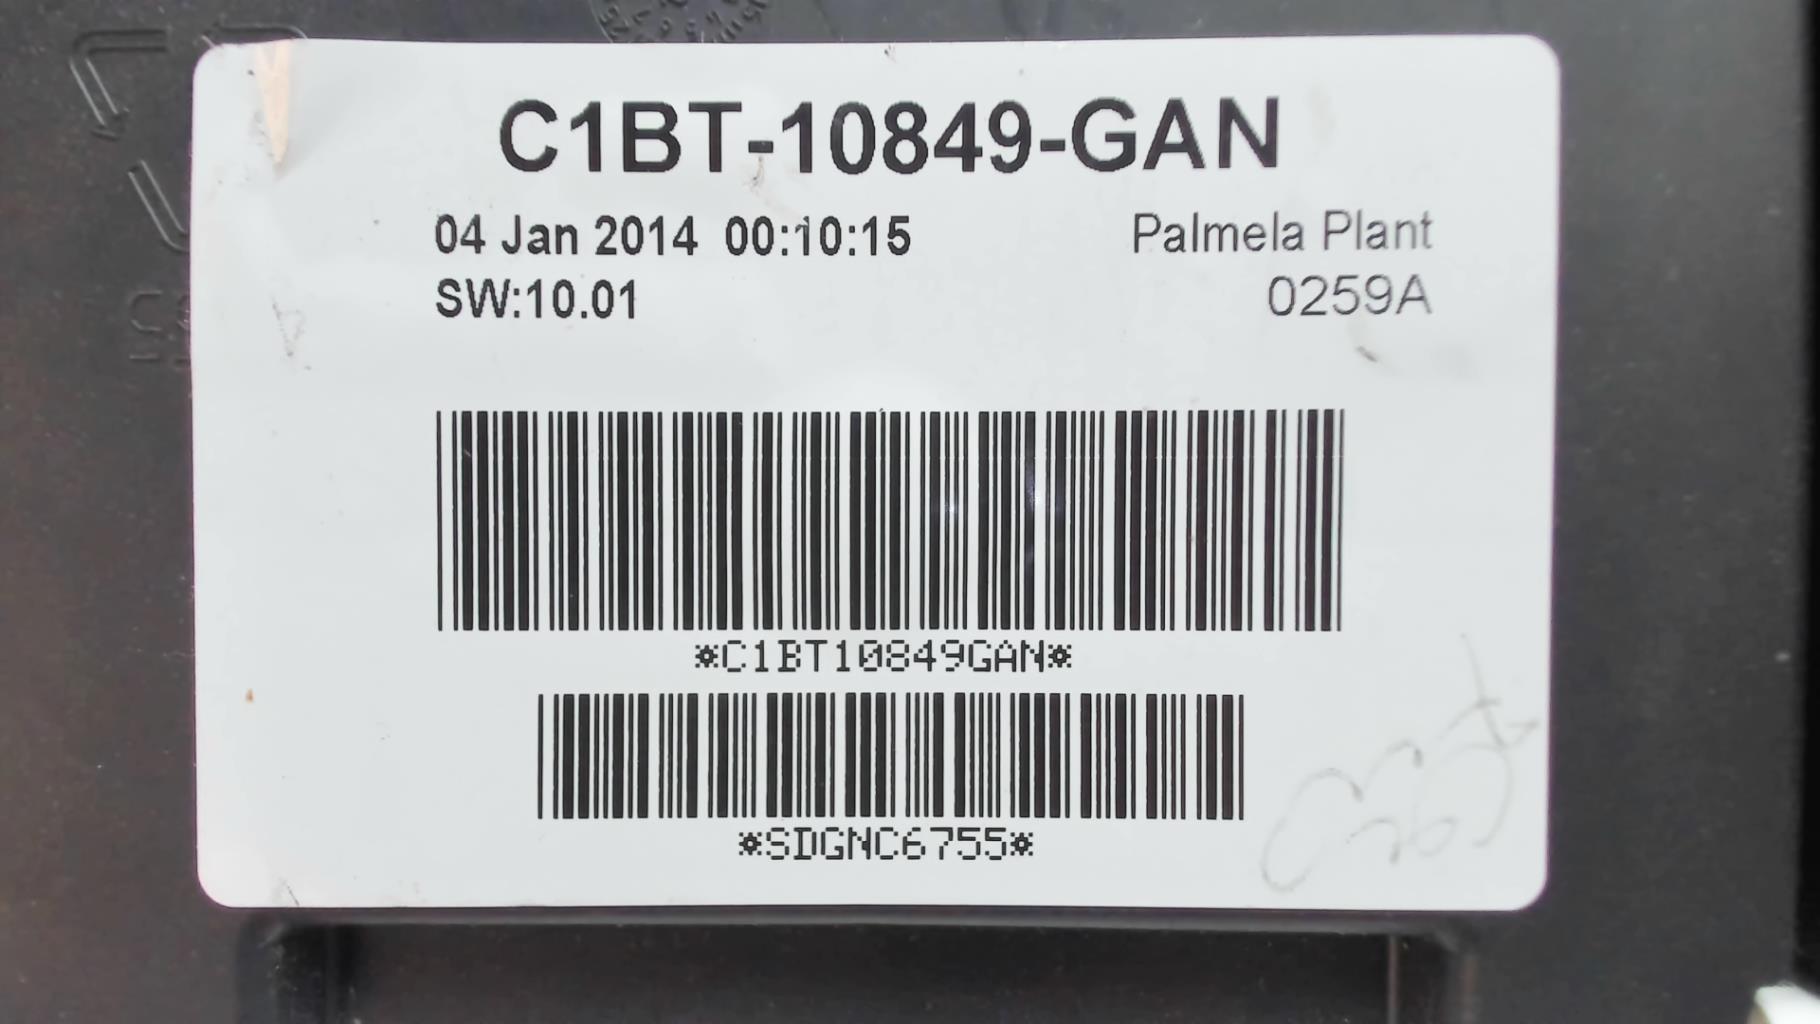 C1BT-10849-GAN
04 Jan 2014 00:10:15
Palmela Plant
SW:10.01
0259A
*C1BT10849GAN*
*SDGNC6755*